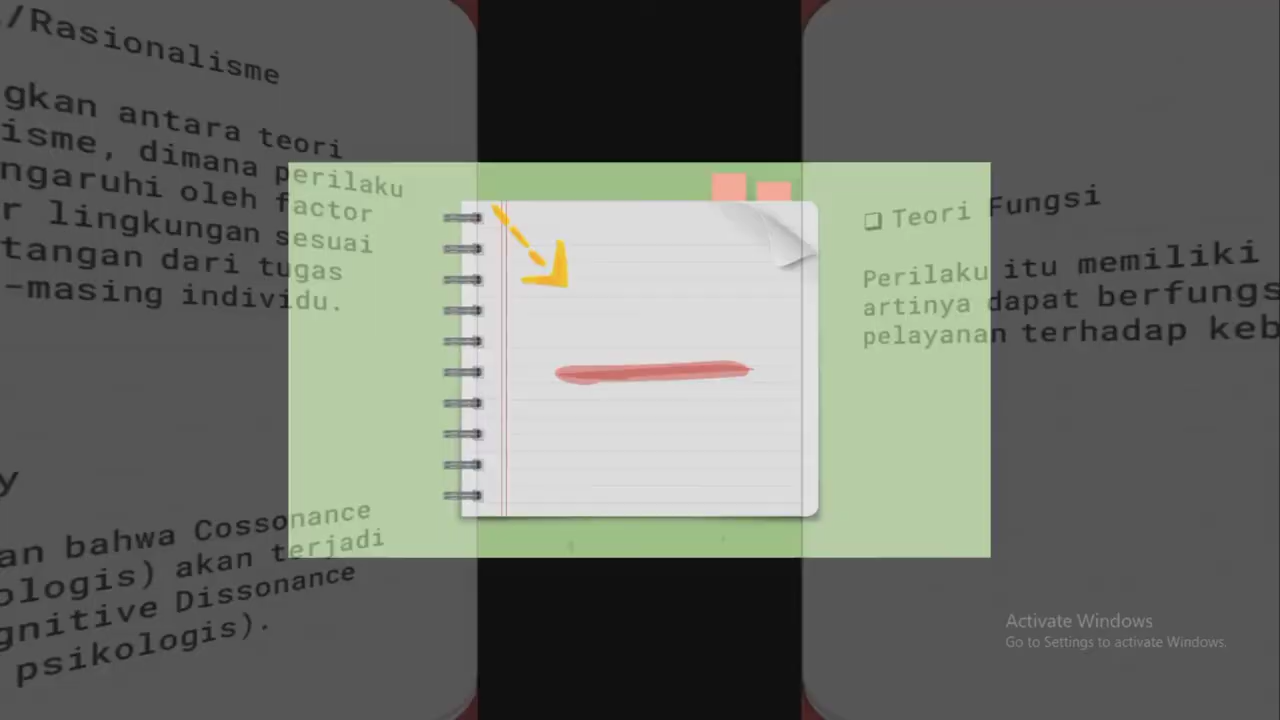 ./Rasionalisme
gkan antara teori
isme, dimana perilaku
ngaruhi oleh factor
r lingkungan sesuai
tangan dari tugas
-masing individu.
y
an bahwa Cossonance
ologis) akan terjadi
gnitive Dissonance
psikologis).
❑ Teori Fungsi
Perilaku itu memiliki
artinya dapat berfungs
pelayanan terhadap keb
Activate Windows
Go to Settings to activate Windows.